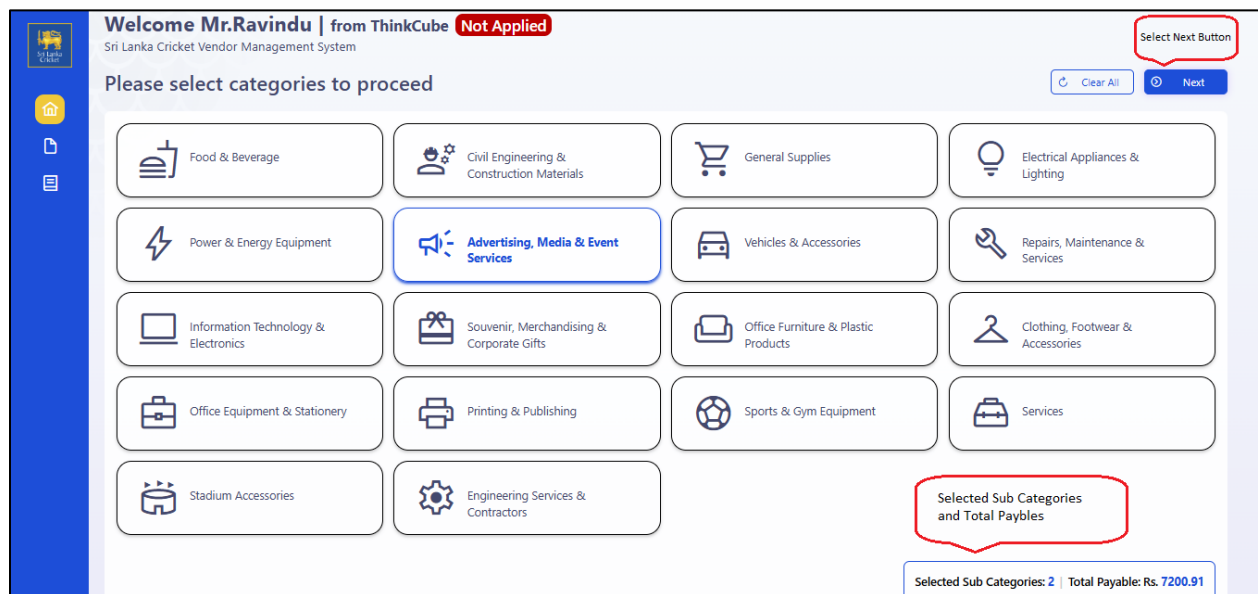 Sri Lanka
Cricket
Welcome Mr.Ravindu | from ThinkCube Not Applied
Sri Lanka Cricket Vendor Management System
Select Next Button
Please select categories to proceed
Clear All
Next
Food & Beverage
Civil Engineering &
Construction Materials
General Supplies
Electrical Appliances &
Lighting
Power & Energy Equipment
Advertising, Media & Event
Services
Vehicles & Accessories
Repairs, Maintenance &
Services
Information Technology &
Electronics
Souvenir, Merchandising &
Corporate Gifts
Office Furniture & Plastic
Products
Clothing, Footwear &
Accessories
Office Equipment & Stationery
Printing & Publishing
Sports & Gym Equipment
Services
Stadium Accessories
Engineering Services &
Contractors
Selected Sub Categories
and Total Paybles
Selected Sub Categories: 2 | Total Payable: Rs. 7200.91